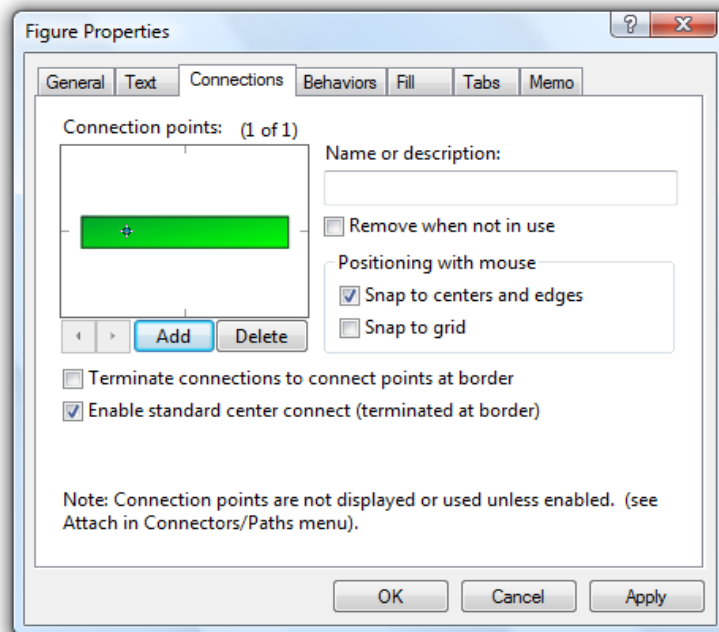 Figure Properties
?
General Text Connections Behaviors Fill Tabs Memo
Connection points: (1 of 1)
Name or description:
Remove when not in use
Positioning with mouse
Snap to centers and edges
Snap to grid
Add Delete
Terminate connections to connect points at border
Enable standard center connect (terminated at border)
Note: Connection points are not displayed or used unless enabled. (see
Attach in Connectors/Paths menu).
OK Cancel Apply